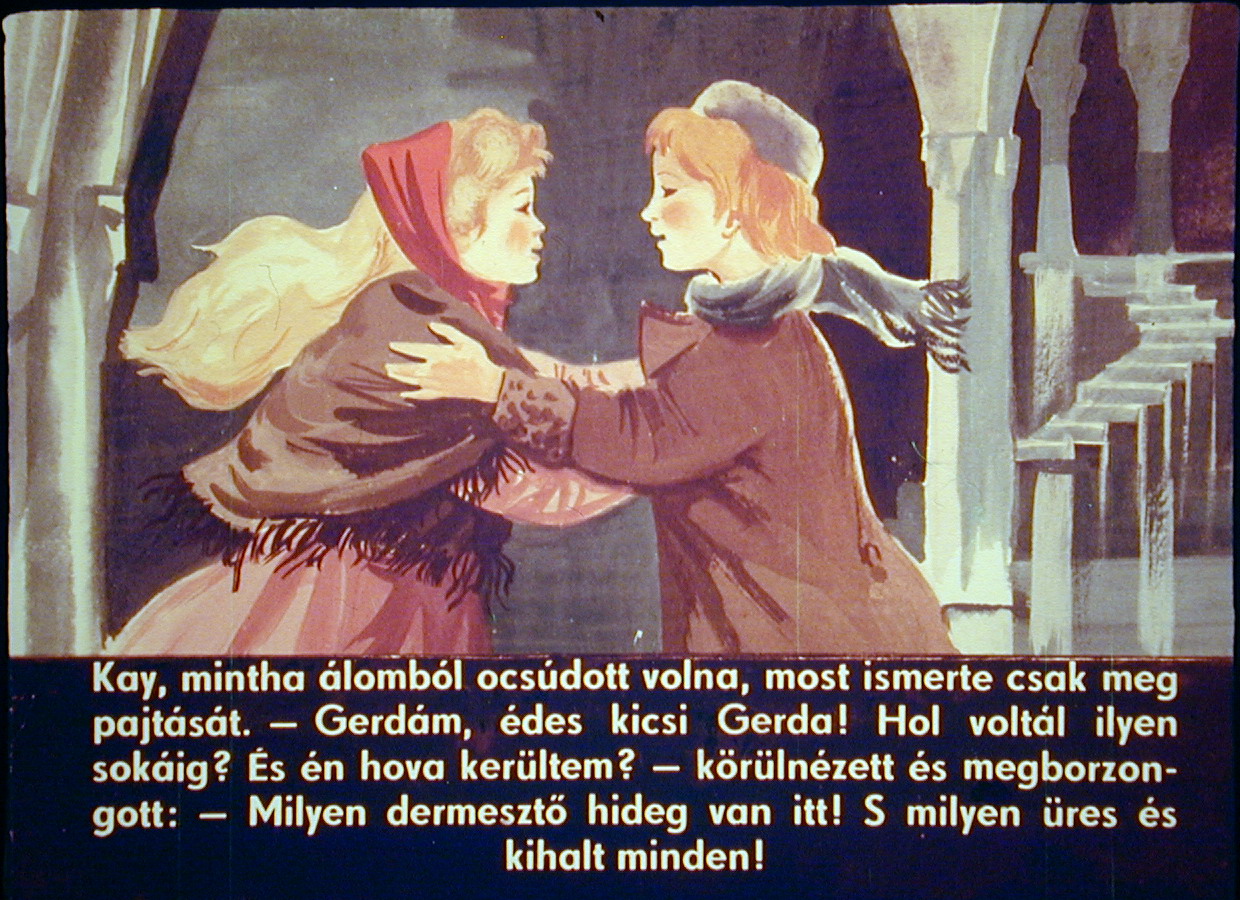 Kay, mintha álomból ocsúdott volna, most ismerte csak meg
pajtását. — Gerdám, édes kicsi Gerda! Hol voltál ilyen
sokáig? És én hova kerültem? — körülnézett és megborzon-
gott: — Milyen dermesztő hideg van itt! S milyen üres és
kihalt minden!